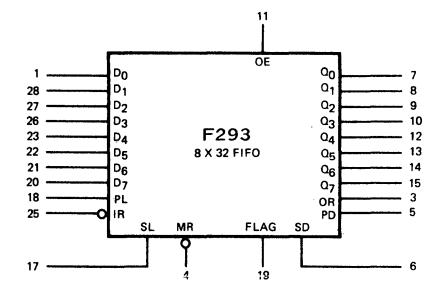 11
OE
1 D0 Q0 7
28 D1 Q1 8
27 D2 Q2 9
26 D3 Q3 10
23 D4 F293 Q4 12
22 D5 8 X 32 FIFO Q5 13
21 D6 Q6 14
20 D7 Q7 15
18 PL OR 3
25 IR PD 5
SL MR FLAG SD
17 4 19 6